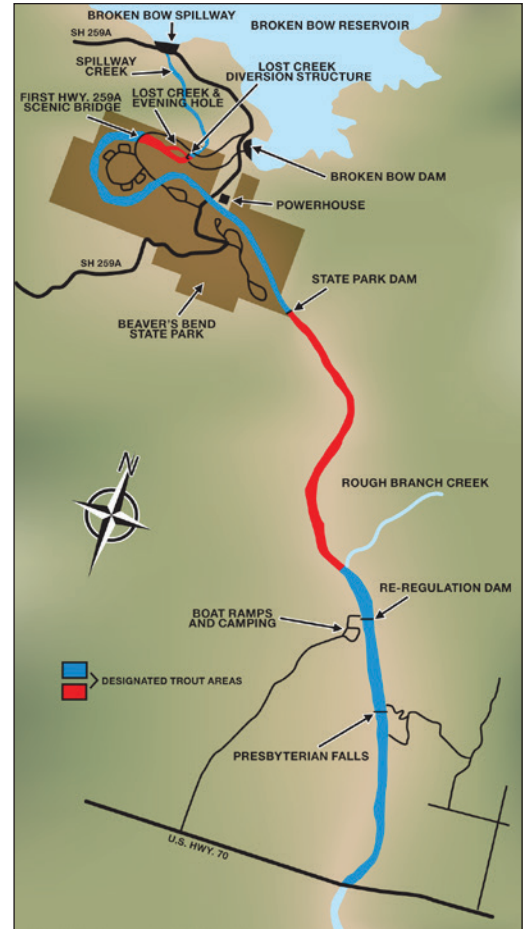 BROKEN BOW SPILLWAY
BROKEN BOW RESERVOIR
SH 259A
SPILLWAY
CREEK
LOST CREEK
DIVERSION STRUCTURE
FIRST HWY. 259A
SCENIC BRIDGE
LOST CREEK &
EVENING HOLE
BROKEN BOW DAM
POWERHOUSE
SH 259A
STATE PARK DAM
BEAVER'S BEND
STATE PARK
N
ROUGH BRANCH CREEK
RE-REGULATION DAM
BOAT RAMPS
AND CAMPING
DESIGNATED TROUT AREAS
PRESBYTERIAN FALLS
U.S. HWY. 70